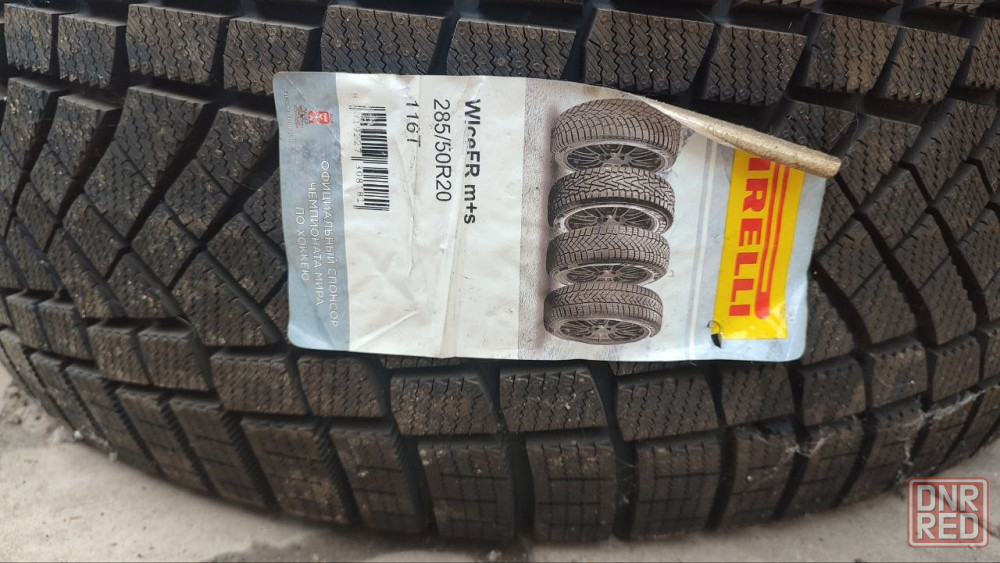 WIceFR m+s
285/50R20
116T
ОФИЦИАЛЬНЫЙ СПОНСОР
ЧЕМПИОНАТА МИРА
ПО ХОККЕЮ
IRELLI
DNR
RED